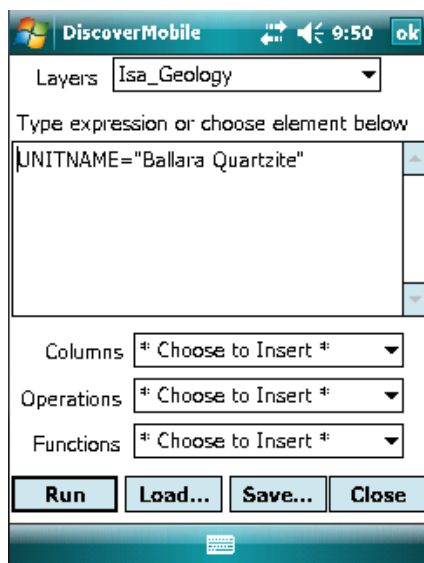 DiscoverMobile 9:50 ok
Layers Isa_Geology
Type expression or choose element below
UNITNAME="Ballara Quartzite"
Columns * Choose to Insert *
Operations * Choose to Insert *
Functions * Choose to Insert *
Run Load... Save... Close